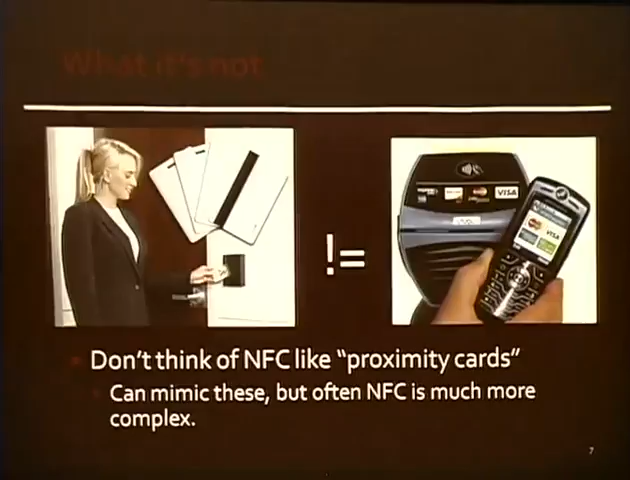 What it's not
VISA
!=
Don't think of NFC like "proximity cards"
Can mimic these, but often NFC is much more
complex.
7